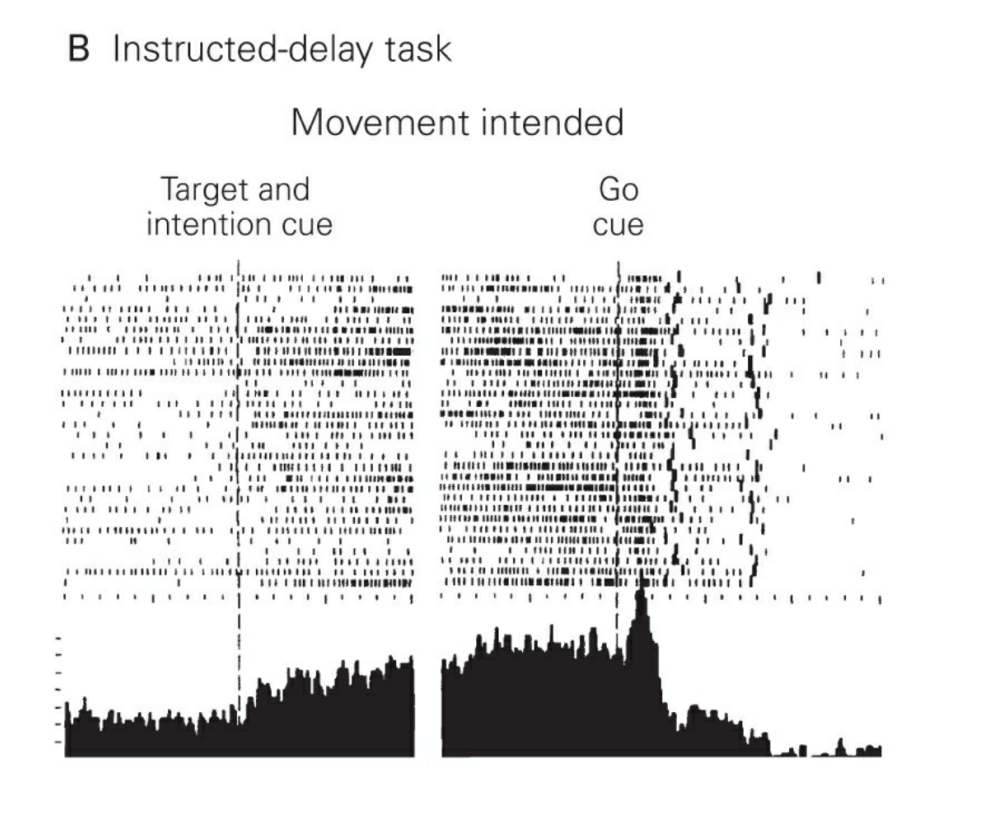 B Instructed-delay task
Movement intended
Target and
intention cue
Go
cue